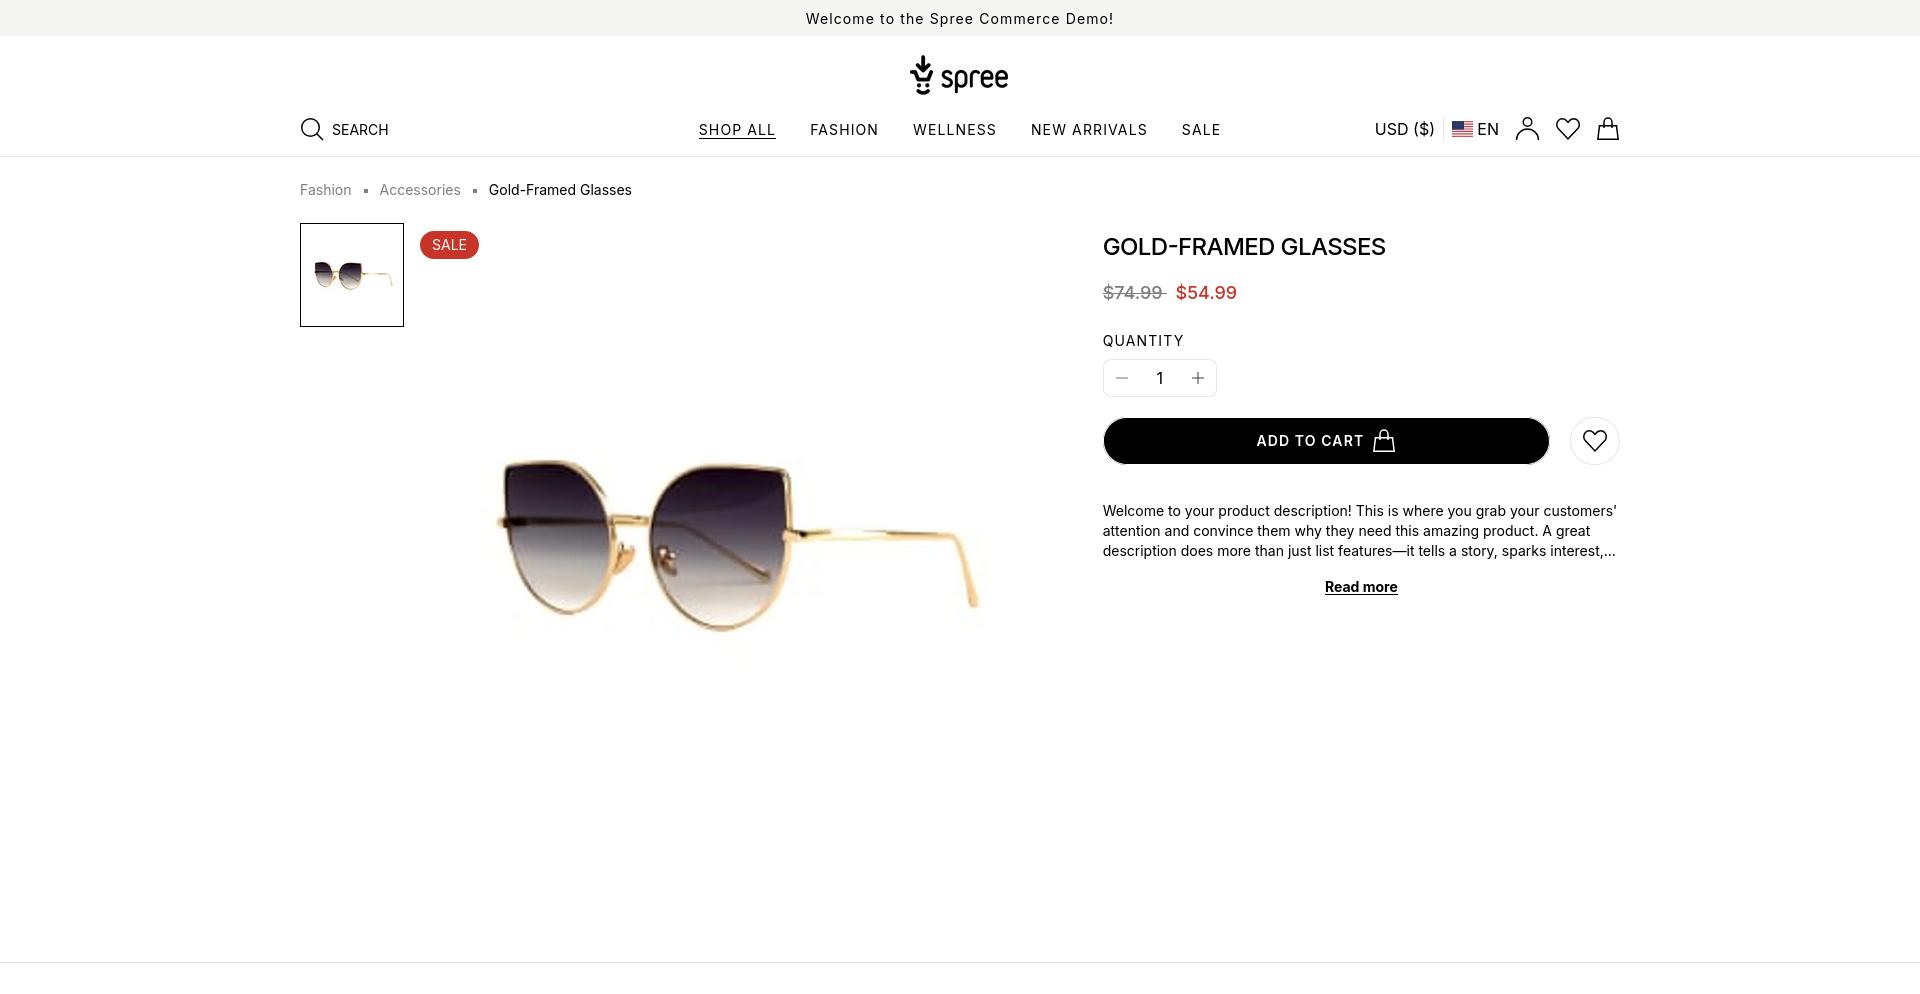 Welcome to the Spree Commerce Demo!
spree
SEARCH
SHOP ALL FASHION WELLNESS NEW ARRIVALS SALE
USD ($) EN
Fashion Accessories Gold-Framed Glasses
SALE
GOLD-FRAMED GLASSES
$74.99 $54.99
QUANTITY
1
ADD TO CART
Welcome to your product description! This is where you grab your customers'
attention and convince them why they need this amazing product. A great
description does more than just list features—it tells a story, sparks interest,...
Read more